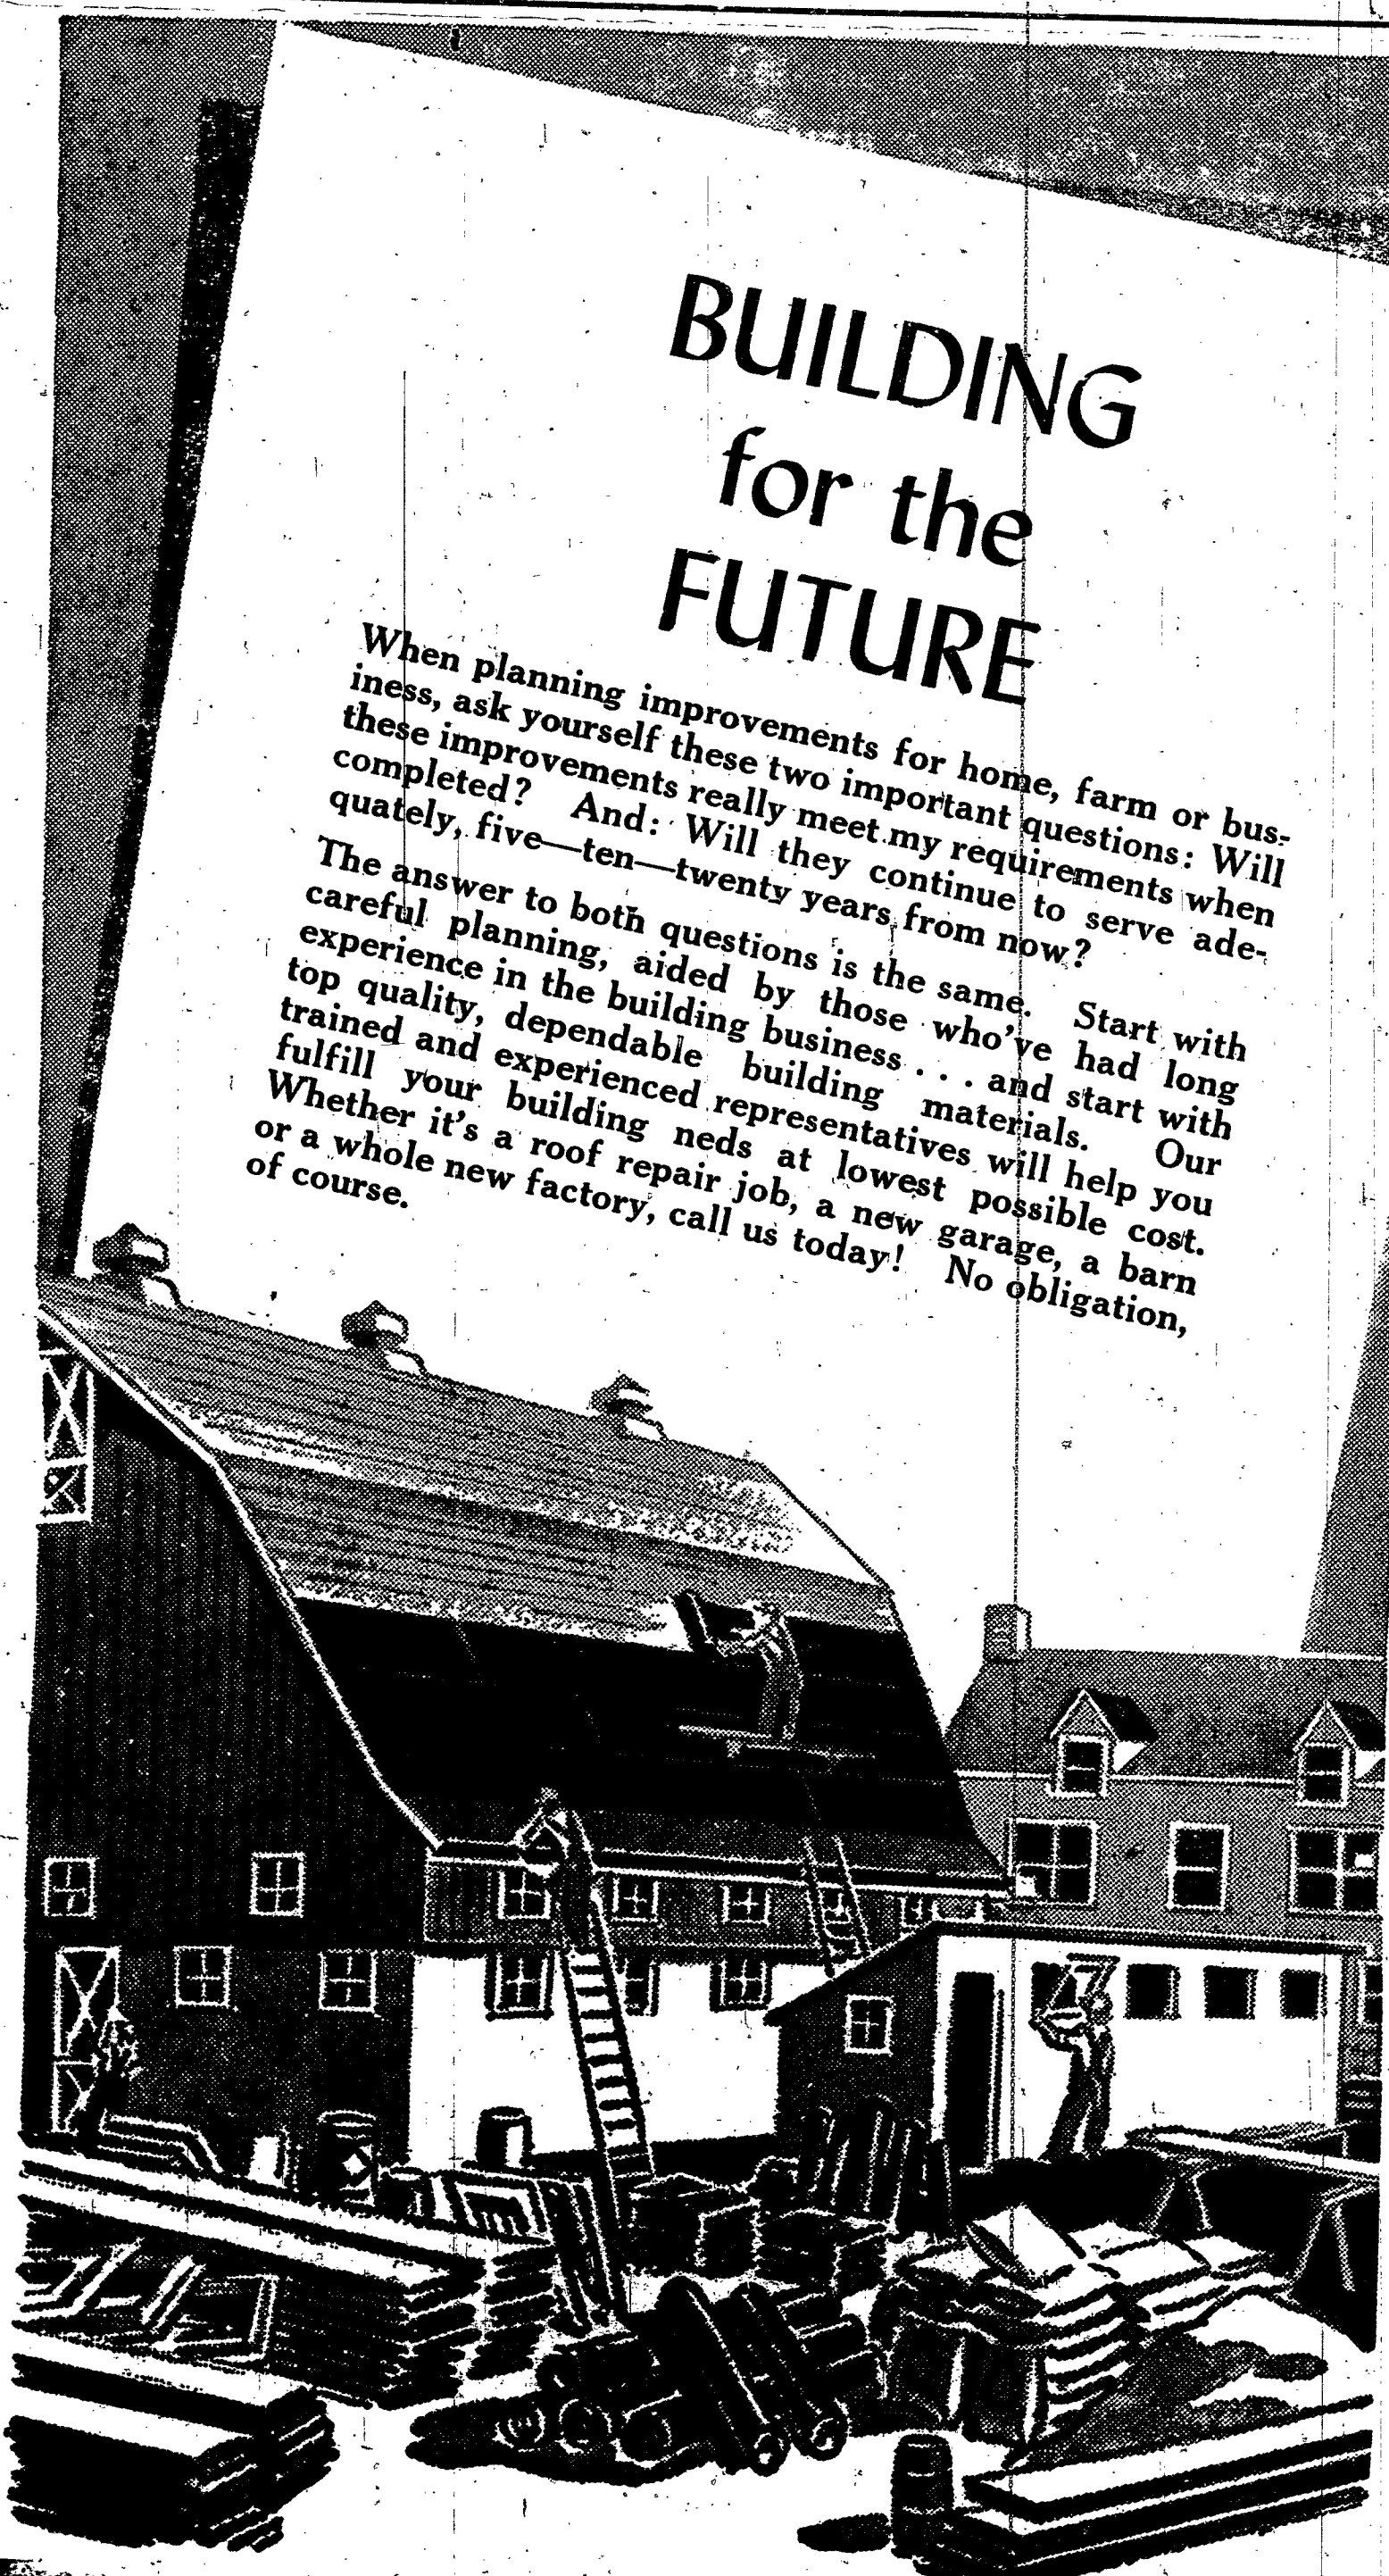 BUILDING
for the
FUTURE
When planning improvements for home, farm or bus-
iness, ask yourself these two important questions: Will
these improvements really meet my requirements when
completed? And: Will they continue to serve ade-
quately, five—ten—twenty years from now?
The answer to both questions is the same. Start with
careful planning, aided by those who've had long
experience in the building business . . . and start with
top quality, dependable building materials. Our
trained and experienced representatives will help you
fulfill your building neds at lowest possible cost.
Whether it's a roof repair job, a new garage, a barn
or a whole new factory, call us today! No obligation,
of course.